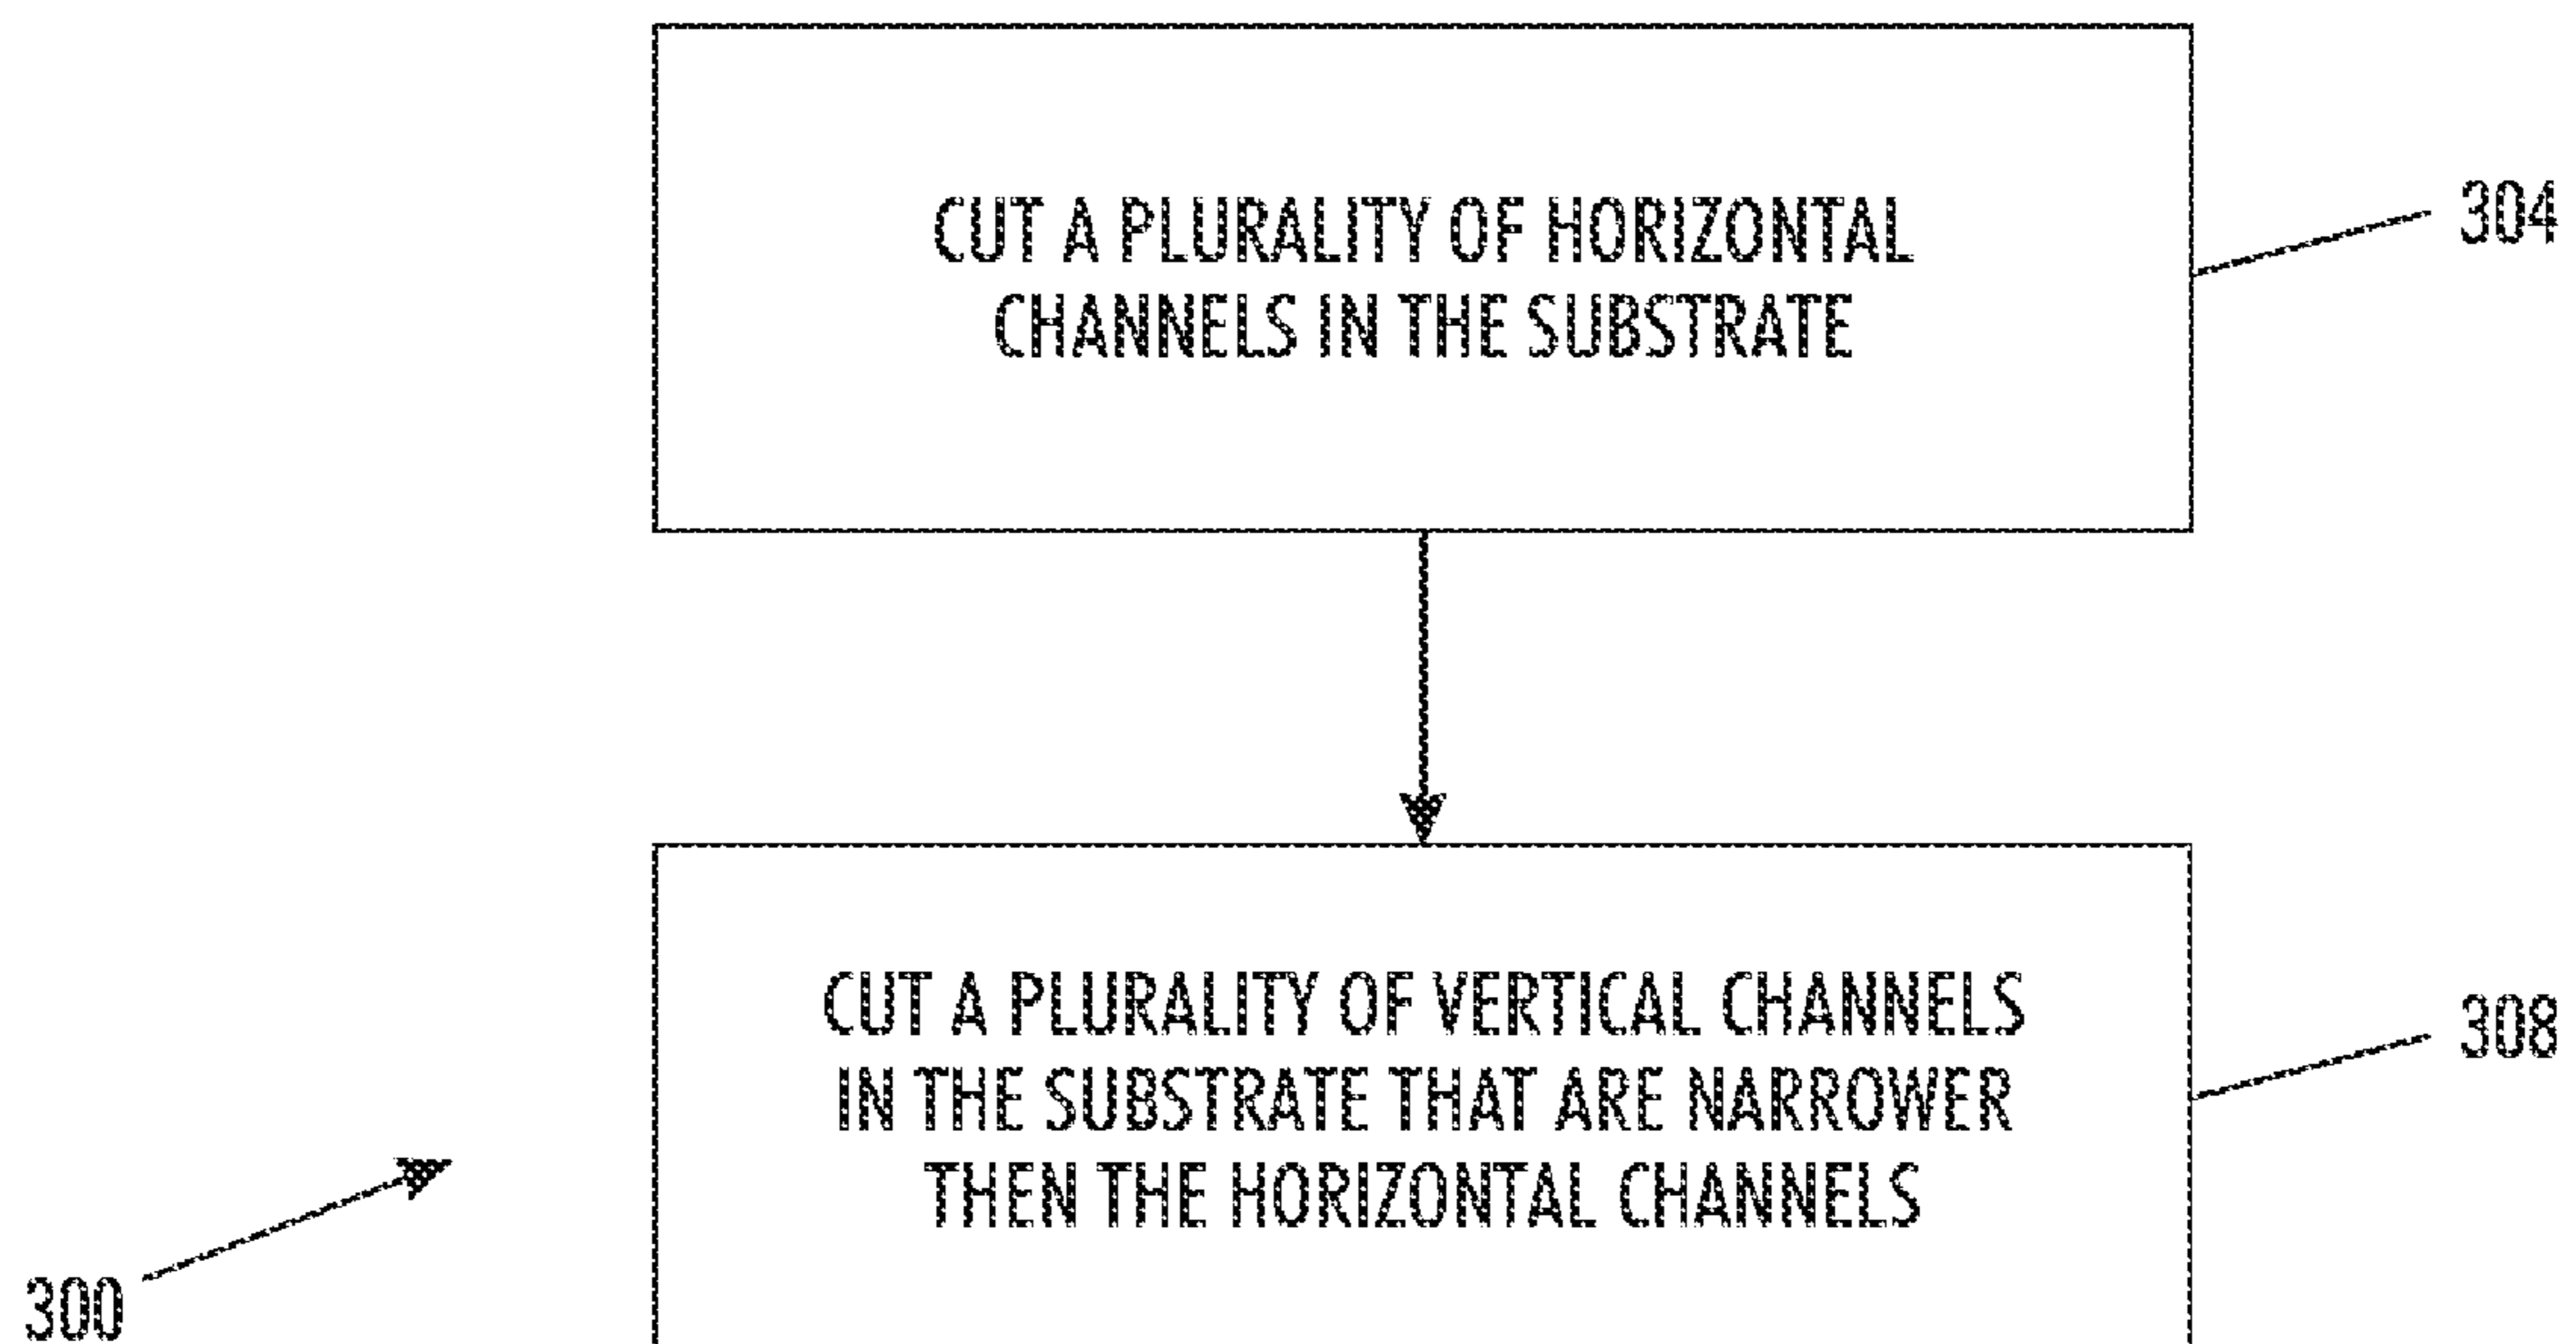 CUT A PLURALITY OF HORIZONTAL
CHANNELS IN THE SUBSTRATE
304
CUT A PLURALITY OF VERTICAL CHANNELS
IN THE SUBSTRATE THAT ARE NARROWER
THEN THE HORIZONTAL CHANNELS
308
300